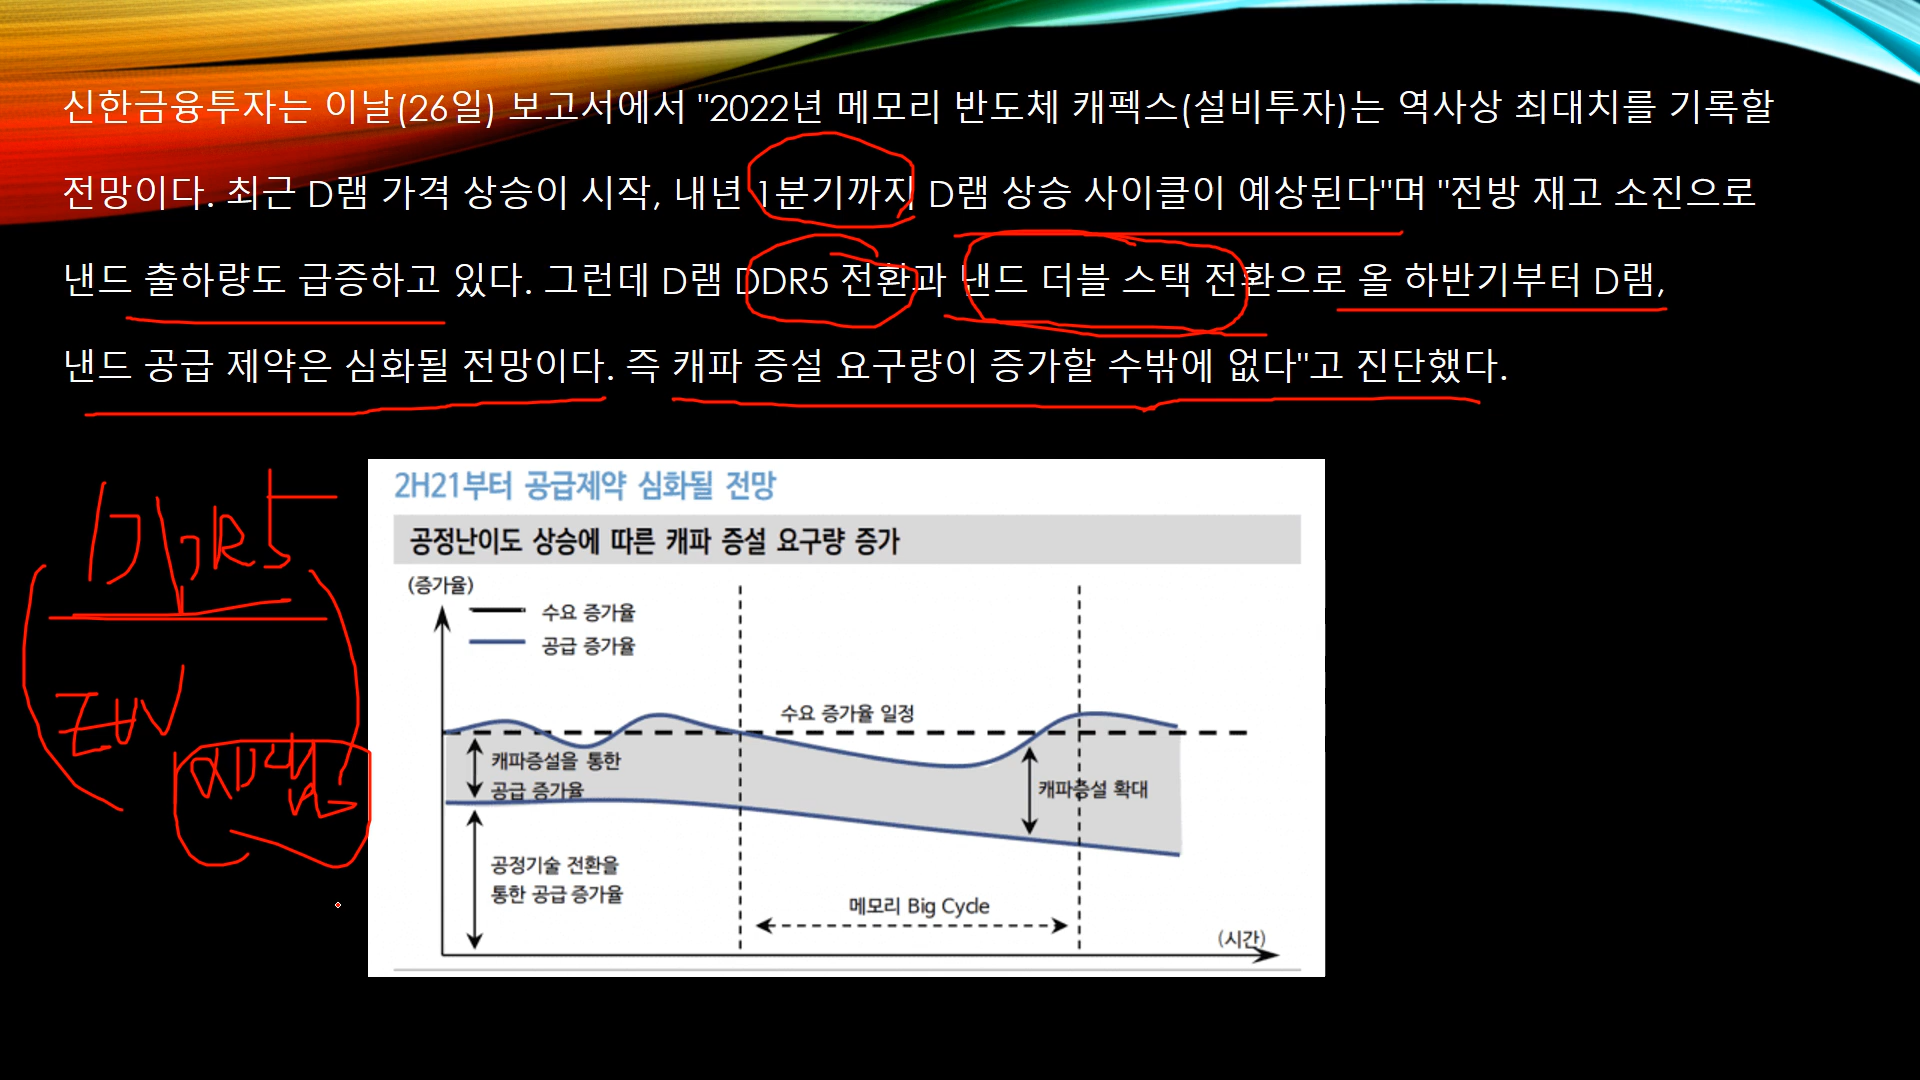 신한금융투자는 이날(26일) 보고서에서 "2022년 메모리 반도체 캐펙스(설비투자)는 역사상 최대치를 기록할
전망이다. 최근 D램 가격 상승이 시작, 내년 1분기까지 D램 상승 사이클이 예상된다"며 "전방 재고 소진으로
낸드 출하량도 급증하고 있다. 그런데 D램 DDR5 전환과 낸드 더블 스택 전환으로 올 하반기부터 D램,
낸드 공급 제약은 심화될 전망이다. 즉 캐파 증설 요구량이 증가할 수밖에 없다"고 진단했다.
DDR5
EUV
2H21부터 공급제약 심화될 전망
공정난이도 상승에 따른 캐파 증설 요구량 증가
(증가율)
수요 증가율
공급 증가율
수요 증가율 일정
캐파증설을 통한
공급 증가율
캐파증설 확대
공정기술 전환을
통한 공급 증가율
메모리 Big Cycle
(시간)